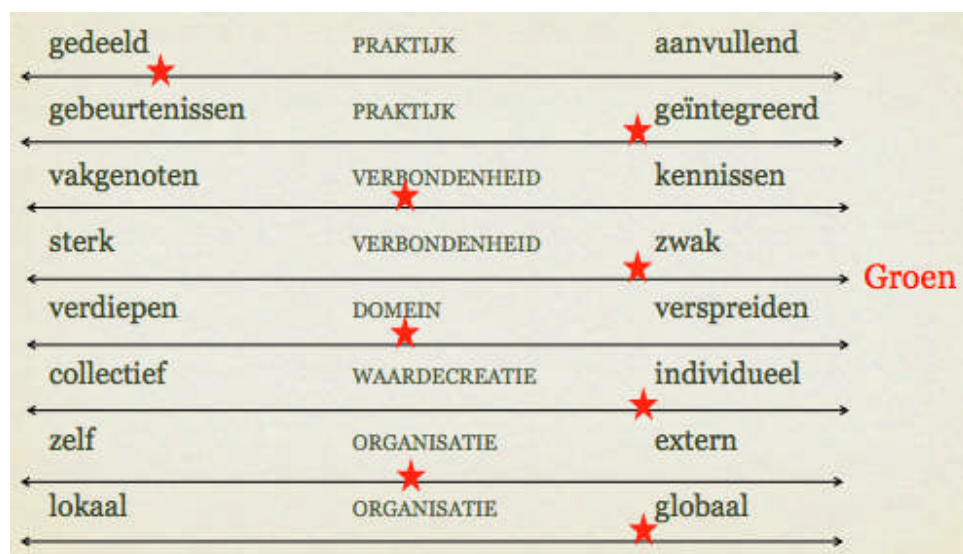 gedeeld PRAKTIJK aanvullend
gebeurtenissen PRAKTIJK geïntegreerd
vakgenoten VERBONDENHEID kennissen
sterk VERBONDENHEID zwak
Groen
verdiepen DOMEIN verspreiden
collectief WAARDECREATIE individueel
zelf ORGANISATIE extern
lokaal ORGANISATIE globaal